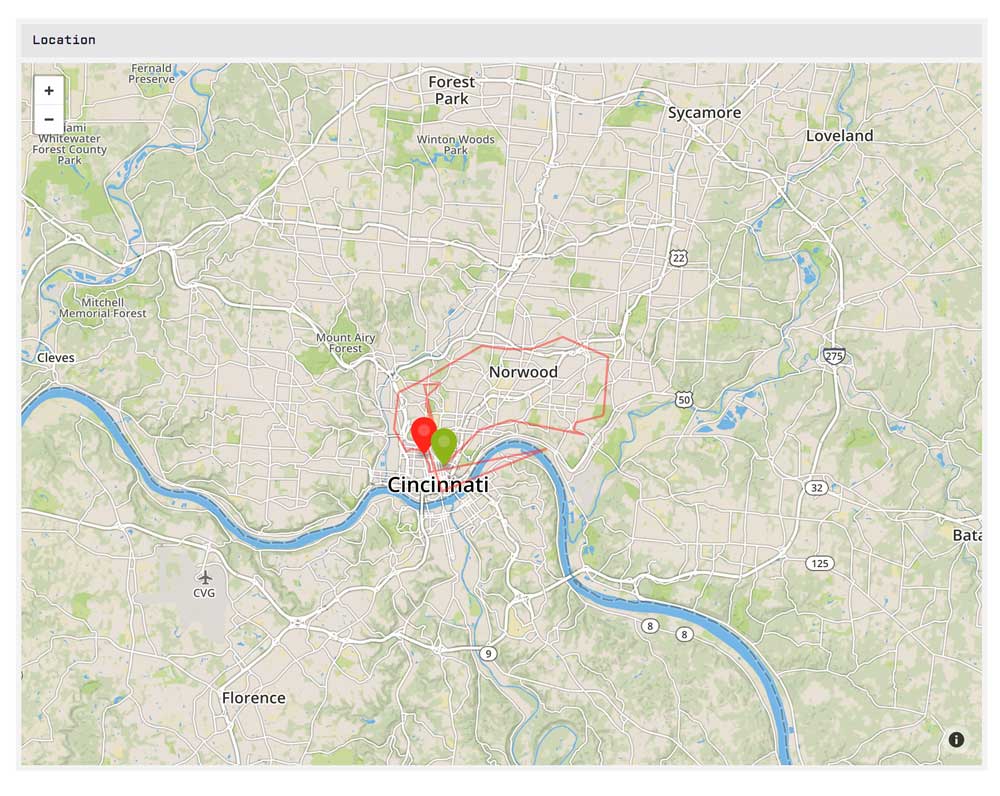 Location
+
−
Fernald
Preserve
Forest
Park
Sycamore
Loveland
Whitewater
Forest County
Park
Winton Woods
Park
22
Mitchell
Memorial Forest
Mount Airy
Forest
Cleves
Norwood
275
50
Cincinnati
32
Bata
125
CVG
8
8
9
Florence
i